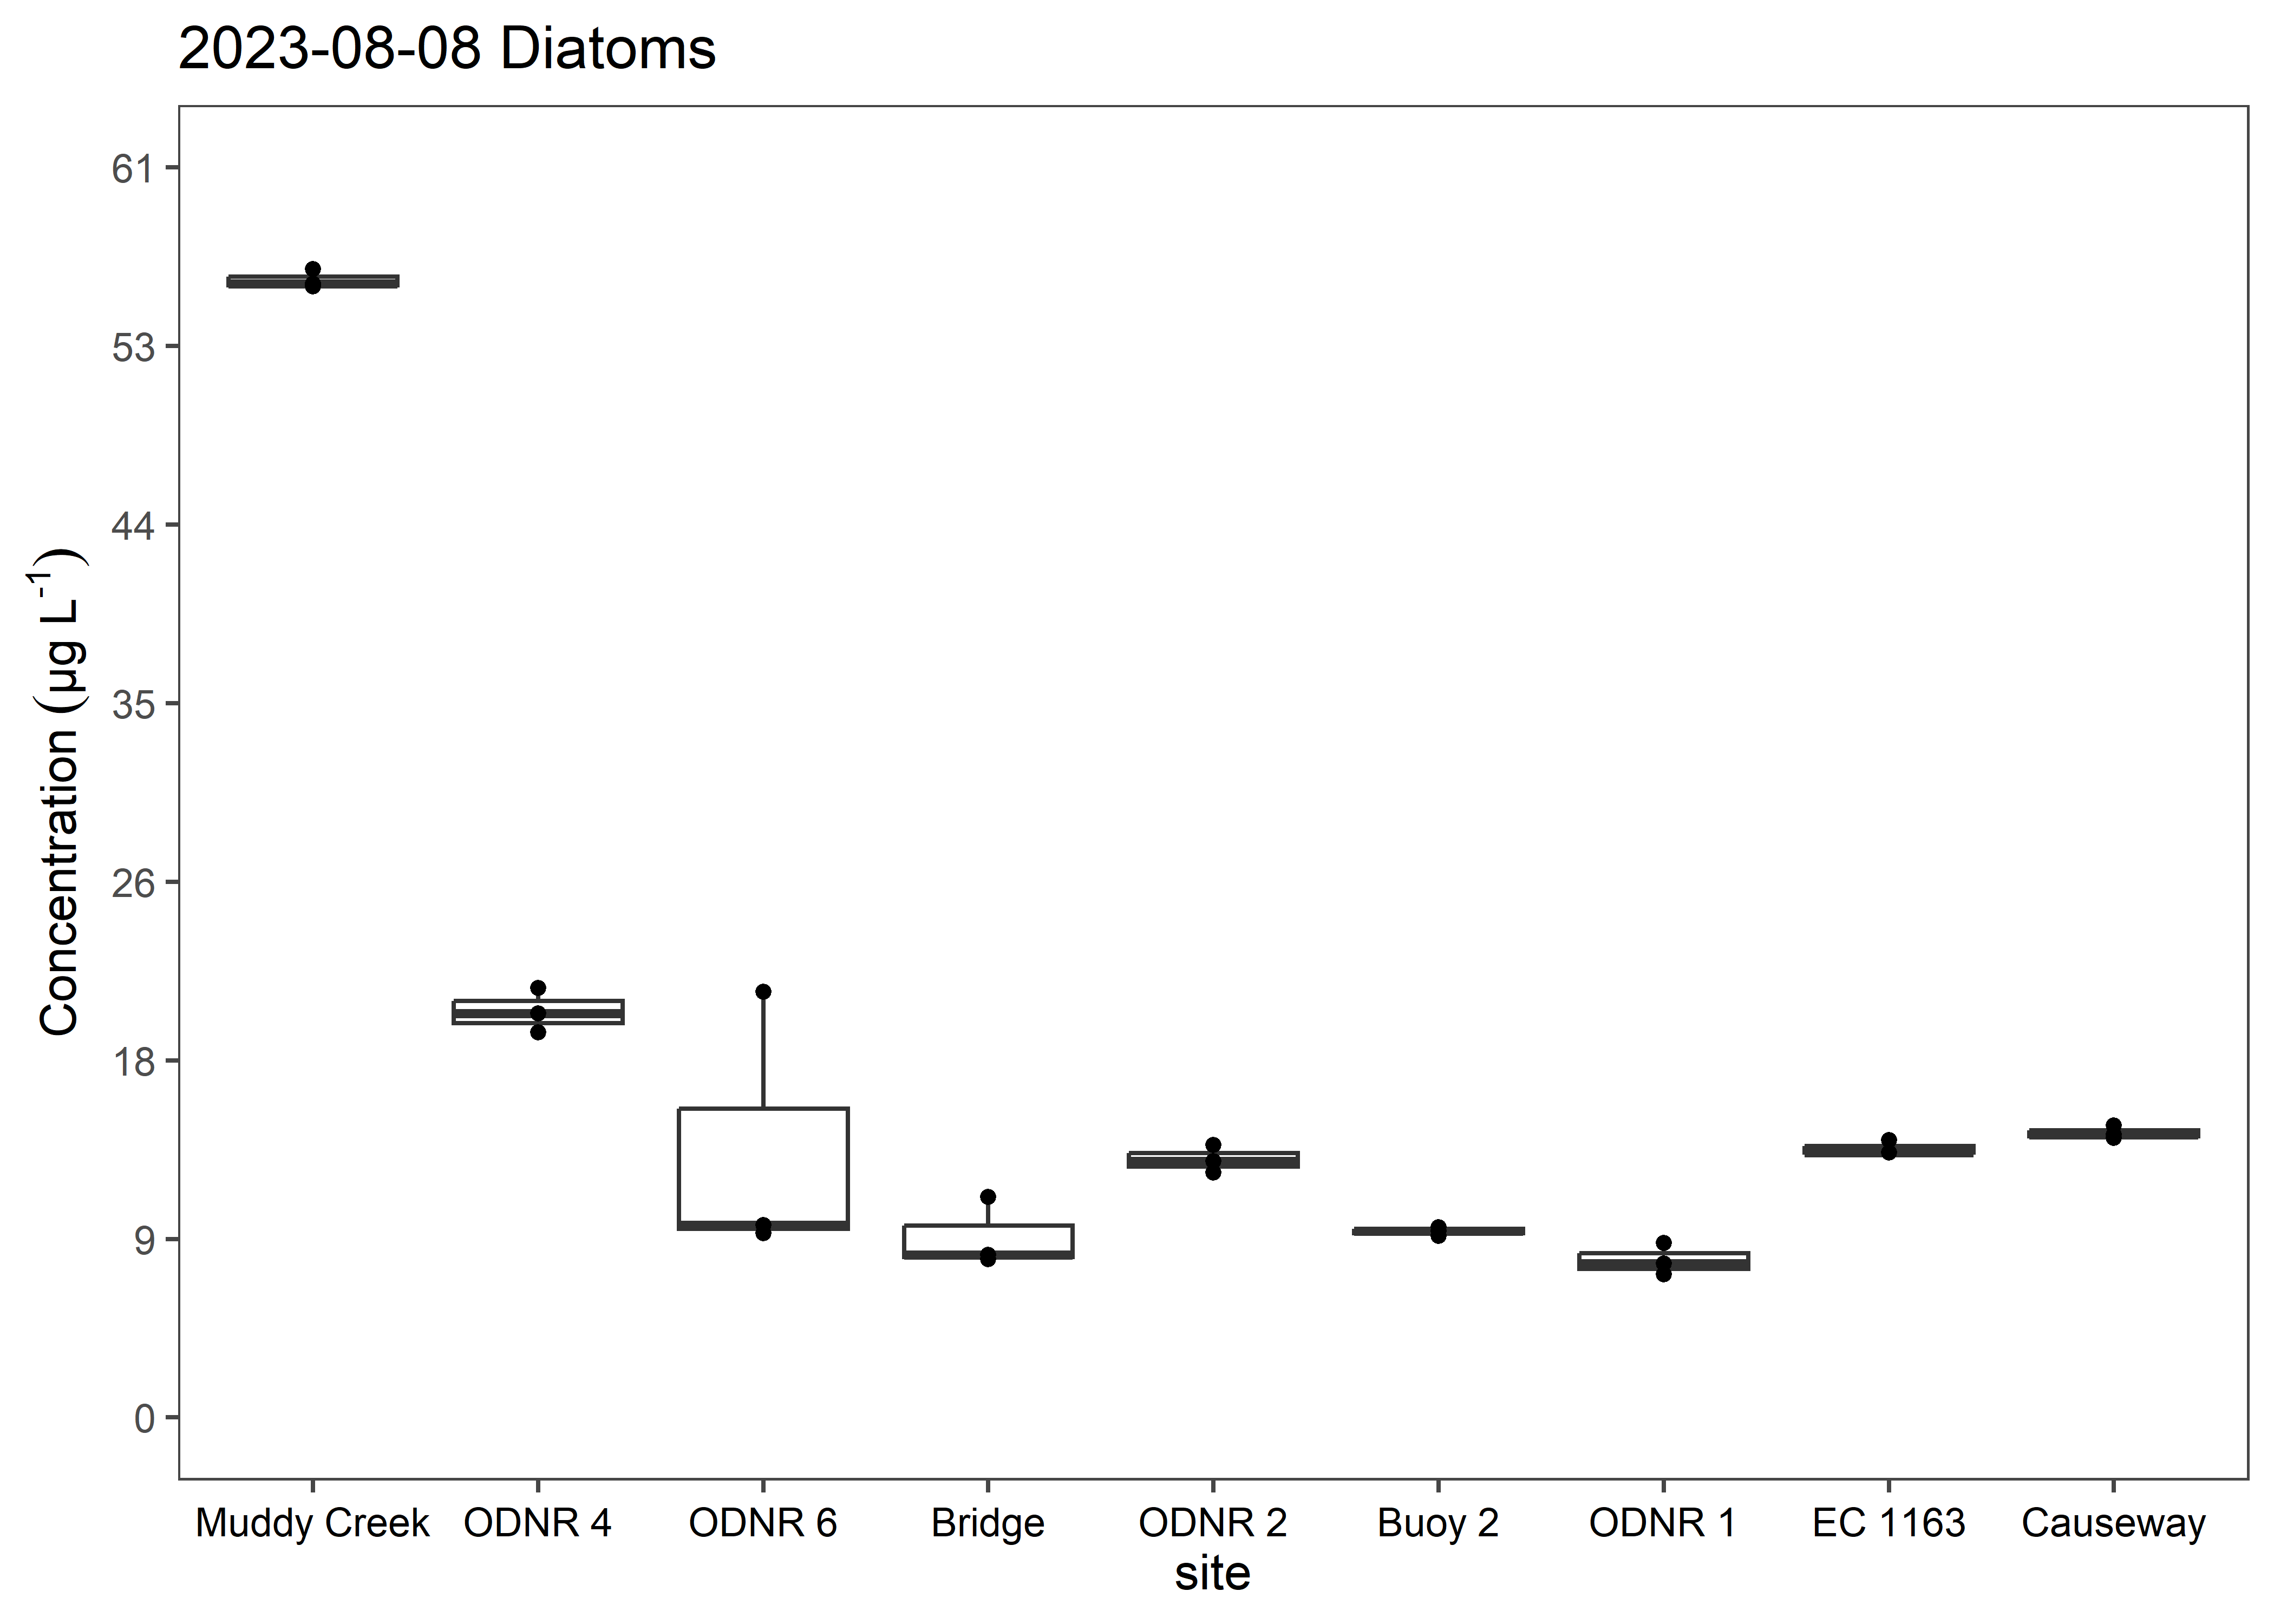 2023-08-08 Diatoms
Concentration (µg L⁻¹)
61
53
44
35
26
18
9
0
Muddy Creek ODNR 4 ODNR 6 Bridge ODNR 2 Buoy 2 ODNR 1 EC 1163 Causeway
site